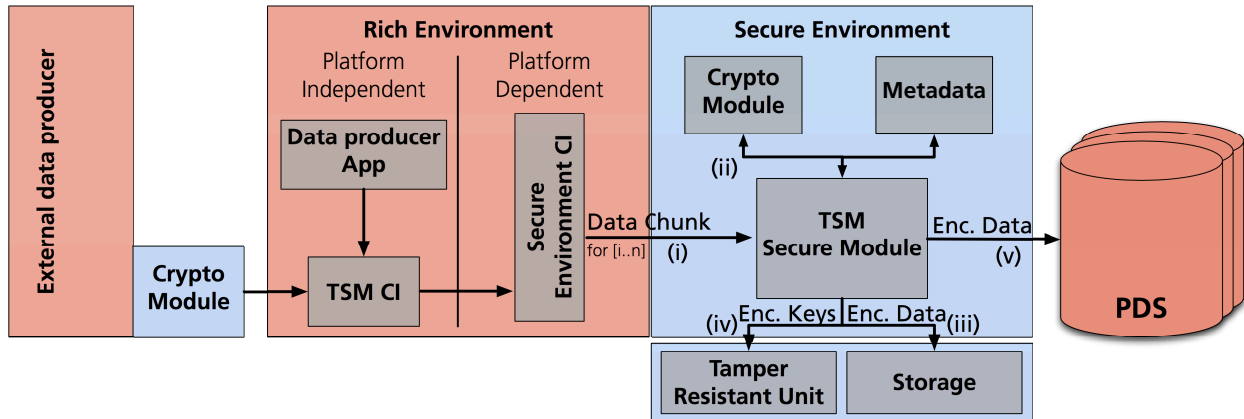 External data producer
Crypto
Module
Rich Environment
Platform
Independent
Platform
Dependent
Data producer
App
TSM CI
Secure
Environment CI
Data Chunk
for [i..n]
(i)
Secure Environment
Crypto
Module
Metadata
(ii)
TSM
Secure Module
Enc. Data
(v)
(iv)
Enc. Keys
Enc. Data
(iii)
Tamper
Resistant Unit
Storage
PDS